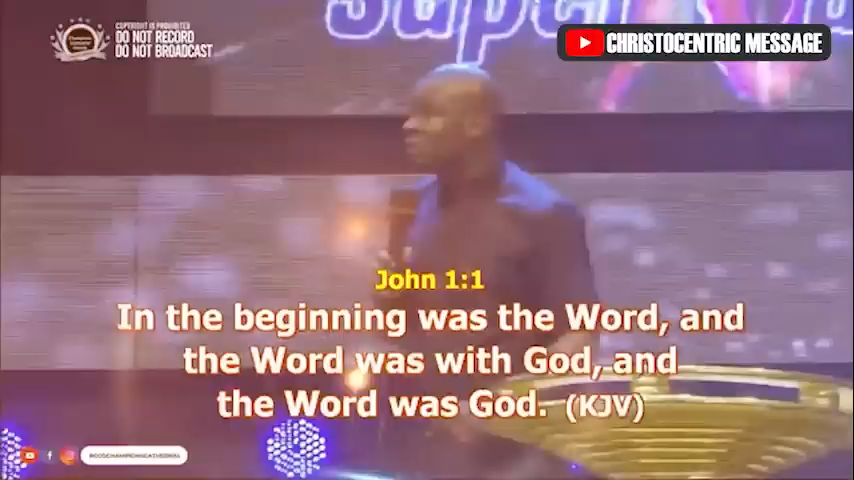 Super
COPYRIGHT IS PROHIBITED
DO NOT RECORD
DO NOT BROADCAST
CHRISTOCENTRIC MESSAGE
John 1:1
In the beginning was the Word, and
the Word was with God, and
the Word was God. (KJV)